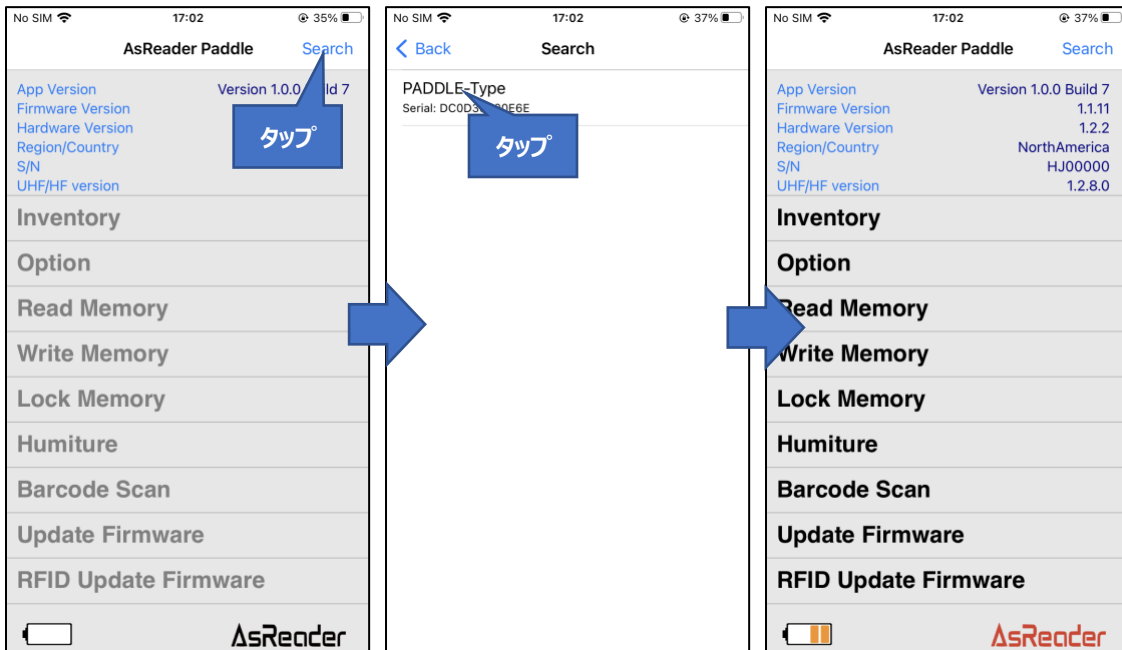 No SIM 17:02 35%
AsReader Paddle Search
App Version Version 1.0.0 Build 7
Firmware Version
Hardware Version
Region/Country
S/N
UHF/HF version
タップ
Inventory
Option
Read Memory
Write Memory
Lock Memory
Humiture
Barcode Scan
Update Firmware
RFID Update Firmware
AsReader
No SIM 17:02 37%
Back Search
PADDLE-Type
Serial: DC0D30 00E6E
タップ
No SIM 17:02 37%
AsReader Paddle Search
App Version Version 1.0.0 Build 7
Firmware Version 1.1.11
Hardware Version 1.2.2
Region/Country NorthAmerica
S/N HJ00000
UHF/HF version 1.2.8.0
Inventory
Option
Read Memory
Write Memory
Lock Memory
Humiture
Barcode Scan
Update Firmware
RFID Update Firmware
AsReader